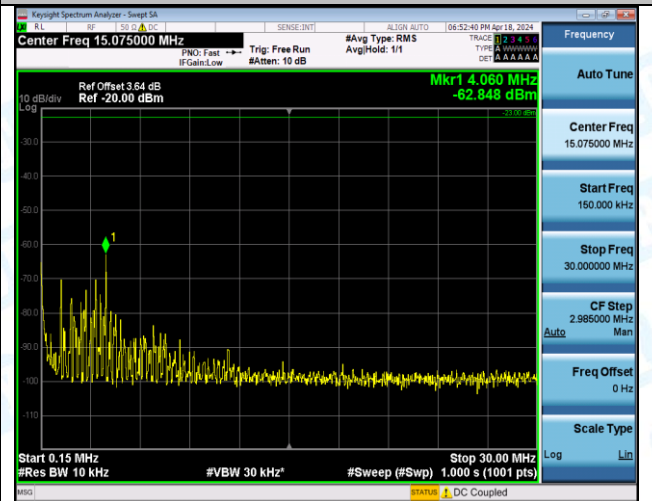 Keysight Spectrum Analyzer - Swept SA
RL RF 50 Ω DC SENSE:INT ALIGN AUTO 06:52:40 PM Apr 18, 2024
Center Freq 15.075000 MHz
PNO: Fast
IFGain:Low
Trig: Free Run
#Atten: 10 dB
#Avg Type: RMS
Avg|Hold: 1/1
TRACE 1 2 3 4 5 6
TYPE A WWWWW
DET A A A A A A
Mkr1 4.060 MHz
-62.848 dBm
Ref Offset 3.64 dB
10 dB/div Ref -20.00 dBm
Log
-23.00 dBm
-30.0
-40.0
-50.0
-60.0
1
-70.0
-80.0
-90.0
-100
-110
Start 0.15 MHz Stop 30.00 MHz
#Res BW 10 kHz #VBW 30 kHz* #Sweep (#Swp) 1.000 s (1001 pts)
MSG STATUS DC Coupled
Frequency
Auto Tune
Center Freq
15.075000 MHz
Start Freq
150.000 kHz
Stop Freq
30.000000 MHz
CF Step
2.985000 MHz
Auto Man
Freq Offset
0 Hz
Scale Type
Log Lin